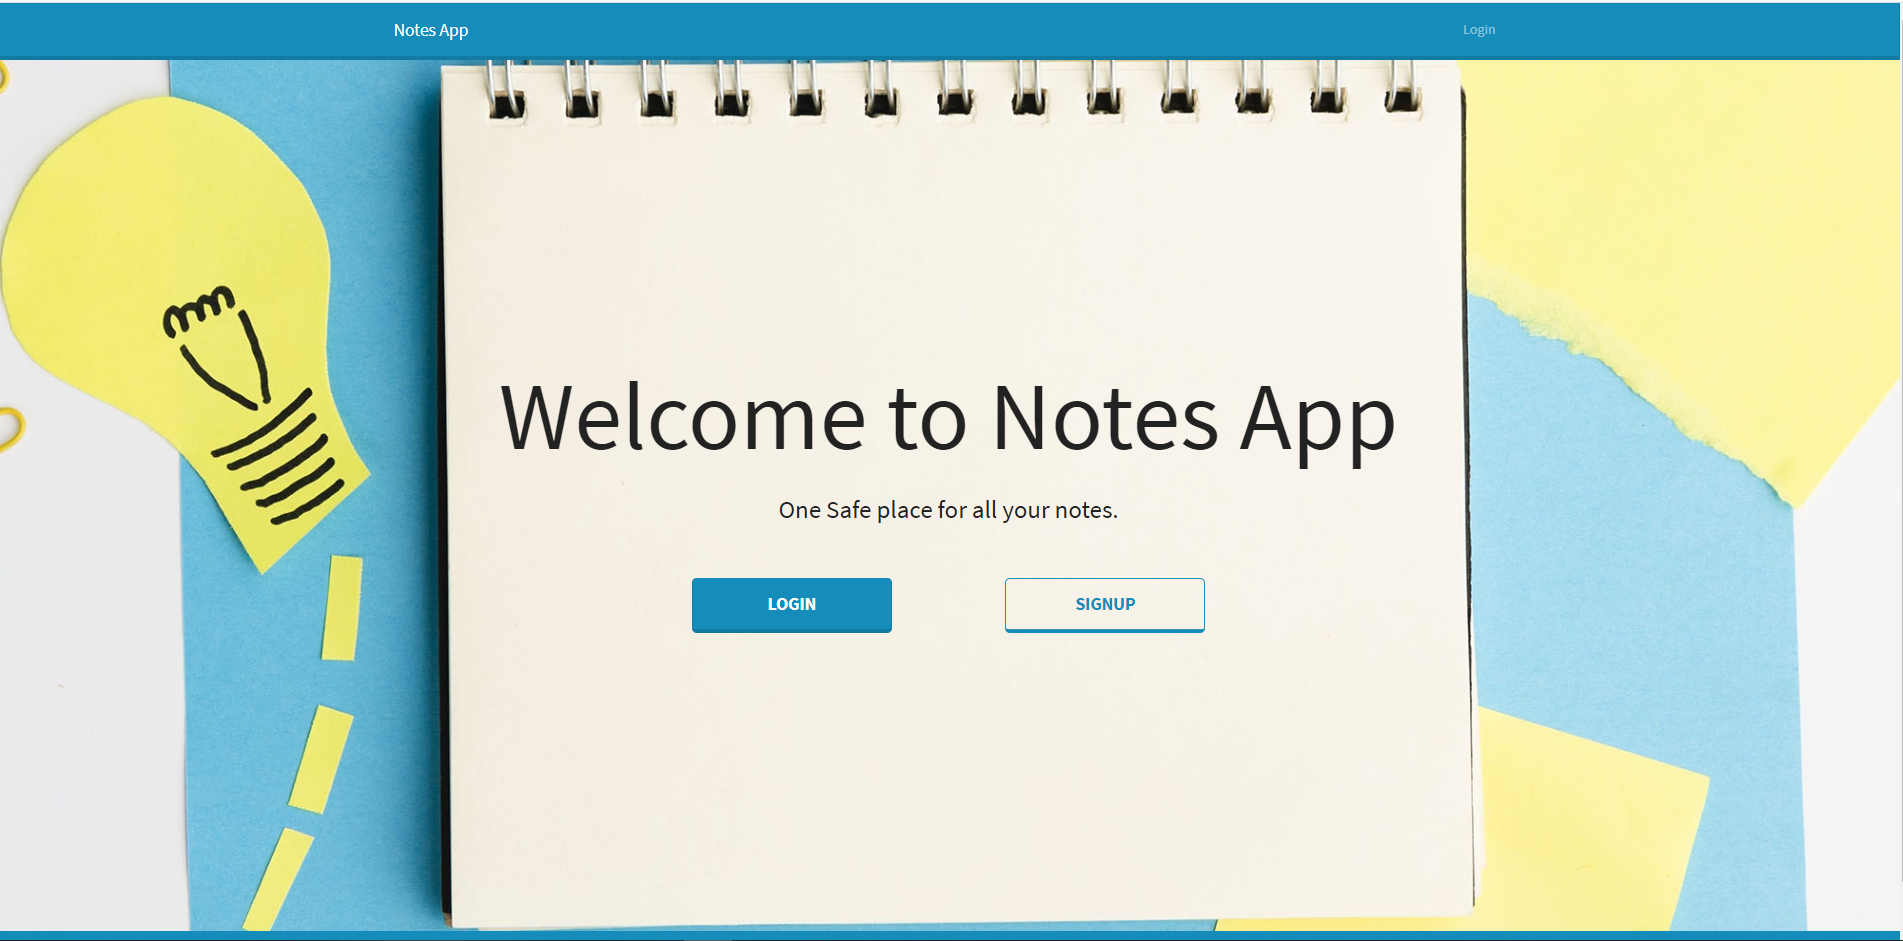 Notes App
Login
Welcome to Notes App
One Safe place for all your notes.
LOGIN
SIGNUP